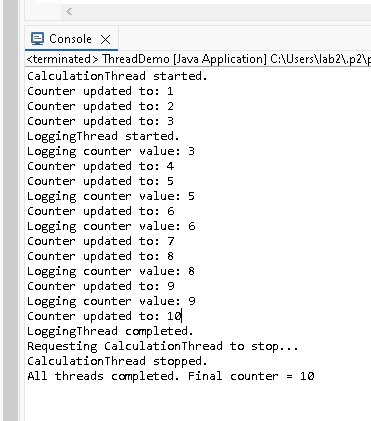 Console
<terminated> ThreadDemo [Java Application] C:\Users\lab2\.p2\p
CalculationThread started.
Counter updated to: 1
Counter updated to: 2
Counter updated to: 3
LoggingThread started.
Logging counter value: 3
Counter updated to: 4
Counter updated to: 5
Logging counter value: 5
Counter updated to: 6
Logging counter value: 6
Counter updated to: 7
Counter updated to: 8
Logging counter value: 8
Counter updated to: 9
Logging counter value: 9
Counter updated to: 10
LoggingThread completed.
Requesting CalculationThread to stop...
CalculationThread stopped.
All threads completed. Final counter = 10